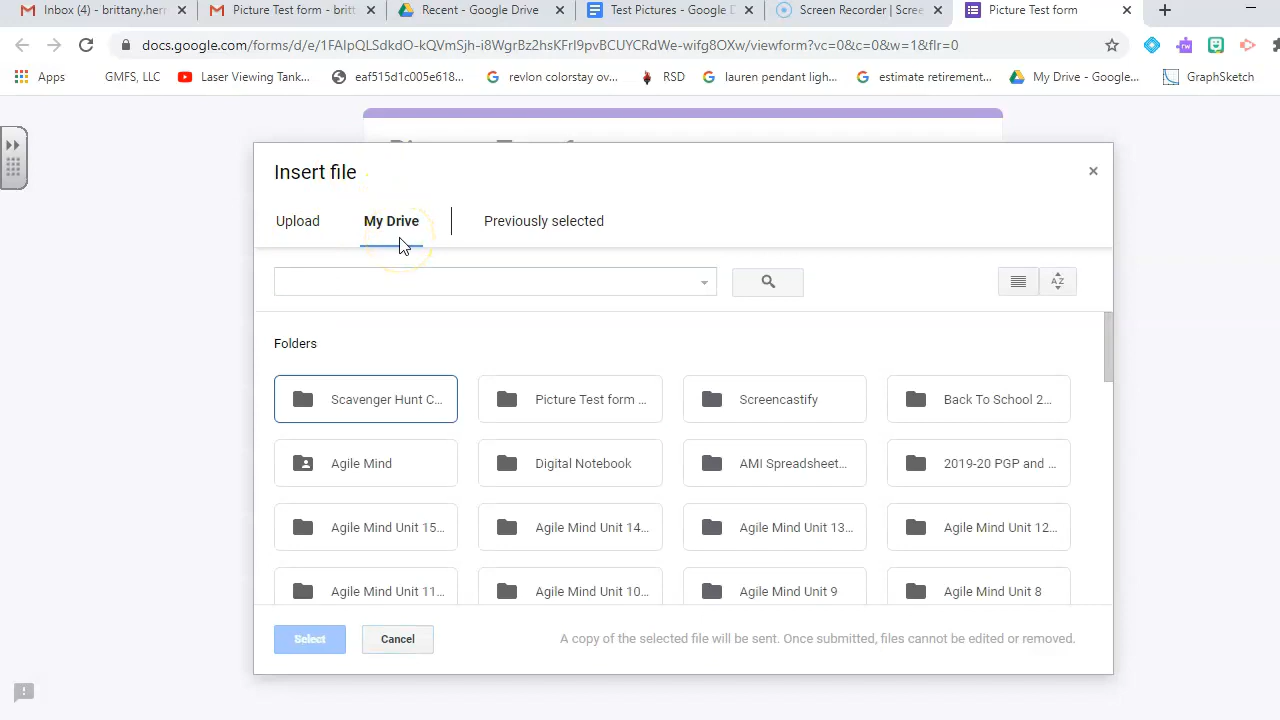 Inbox (4) - brittany.herr
Picture Test form - britt
Recent - Google Drive
Test Pictures - Google D
Screen Recorder | Scree
Picture Test form
docs.google.com/forms/d/e/1FAIpQLSdkdO-kQVmSjh-J8WgrBz2hsKFrI9pvBCUYCRdWe-wifg8OXw/viewform?vc=0&c=0&w=1&flr=0
Apps
GMFS, LLC
Laser Viewing Tank...
eaf515d1c005e618...
revlon colorstay ov...
RSD
lauren pendant ligh...
estimate retirement...
My Drive - Google...
GraphSketch
Insert file
Upload
My Drive
Previously selected
AZ
Folders
Scavenger Hunt C...
Picture Test form ...
Screencastify
Back To School 2...
Agile Mind
Digital Notebook
AMI Spreadsheet...
2019-20 PGP and ...
Agile Mind Unit 15...
Agile Mind Unit 14...
Agile Mind Unit 13...
Agile Mind Unit 12...
Agile Mind Unit 11...
Agile Mind Unit 10...
Agile Mind Unit 9
Agile Mind Unit 8
Select
Cancel
A copy of the selected file will be sent. Once submitted, files cannot be edited or removed.